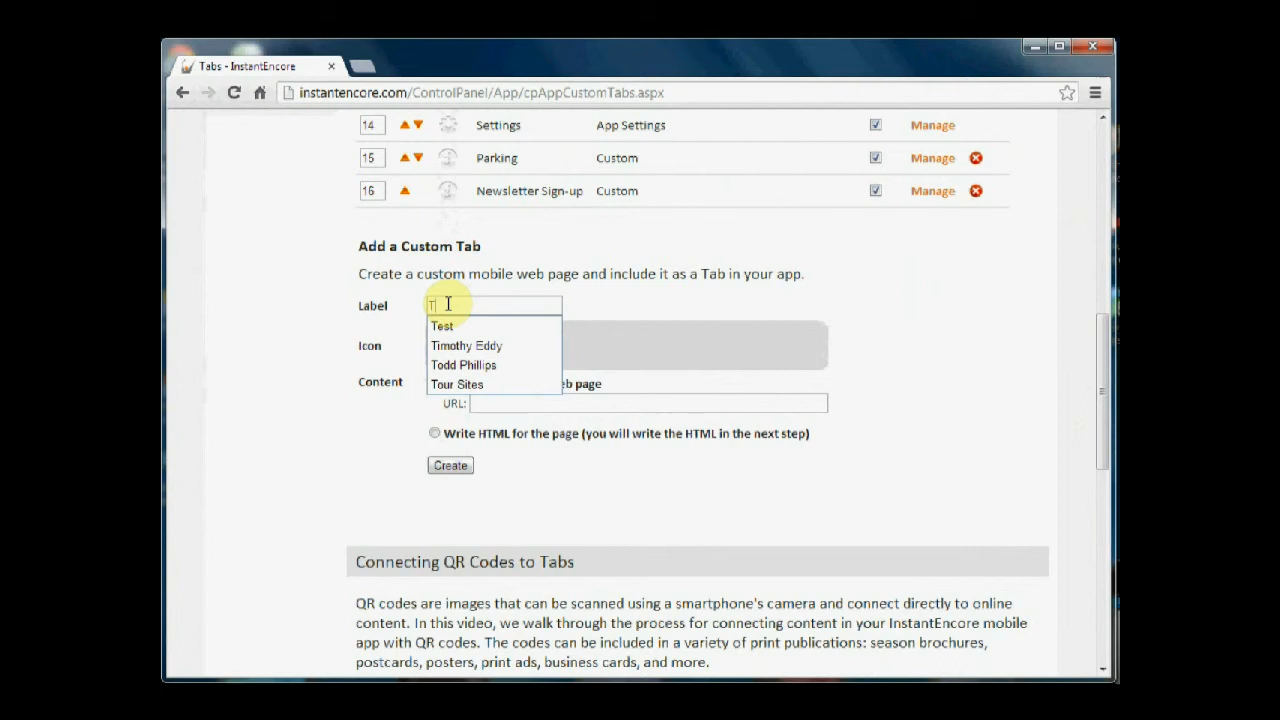 Tabs - InstantEncore
instantencore.com/ControlPanel/App/cpAppCustomTabs.aspx
14 Settings App Settings Manage
15 Parking Custom Manage
16 Newsletter Sign-up Custom Manage
Add a Custom Tab
Create a custom mobile web page and include it as a Tab in your app.
Label T
Test
Icon Timothy Eddy
Todd Phillips
Content Tour Sites page
URL:
Write HTML for the page (you will write the HTML in the next step)
Create
Connecting QR Codes to Tabs
QR codes are images that can be scanned using a smartphone's camera and connect directly to online
content. In this video, we walk through the process for connecting content in your InstantEncore mobile
app with QR codes. The codes can be included in a variety of print publications: season brochures,
postcards, posters, print ads, business cards, and more.